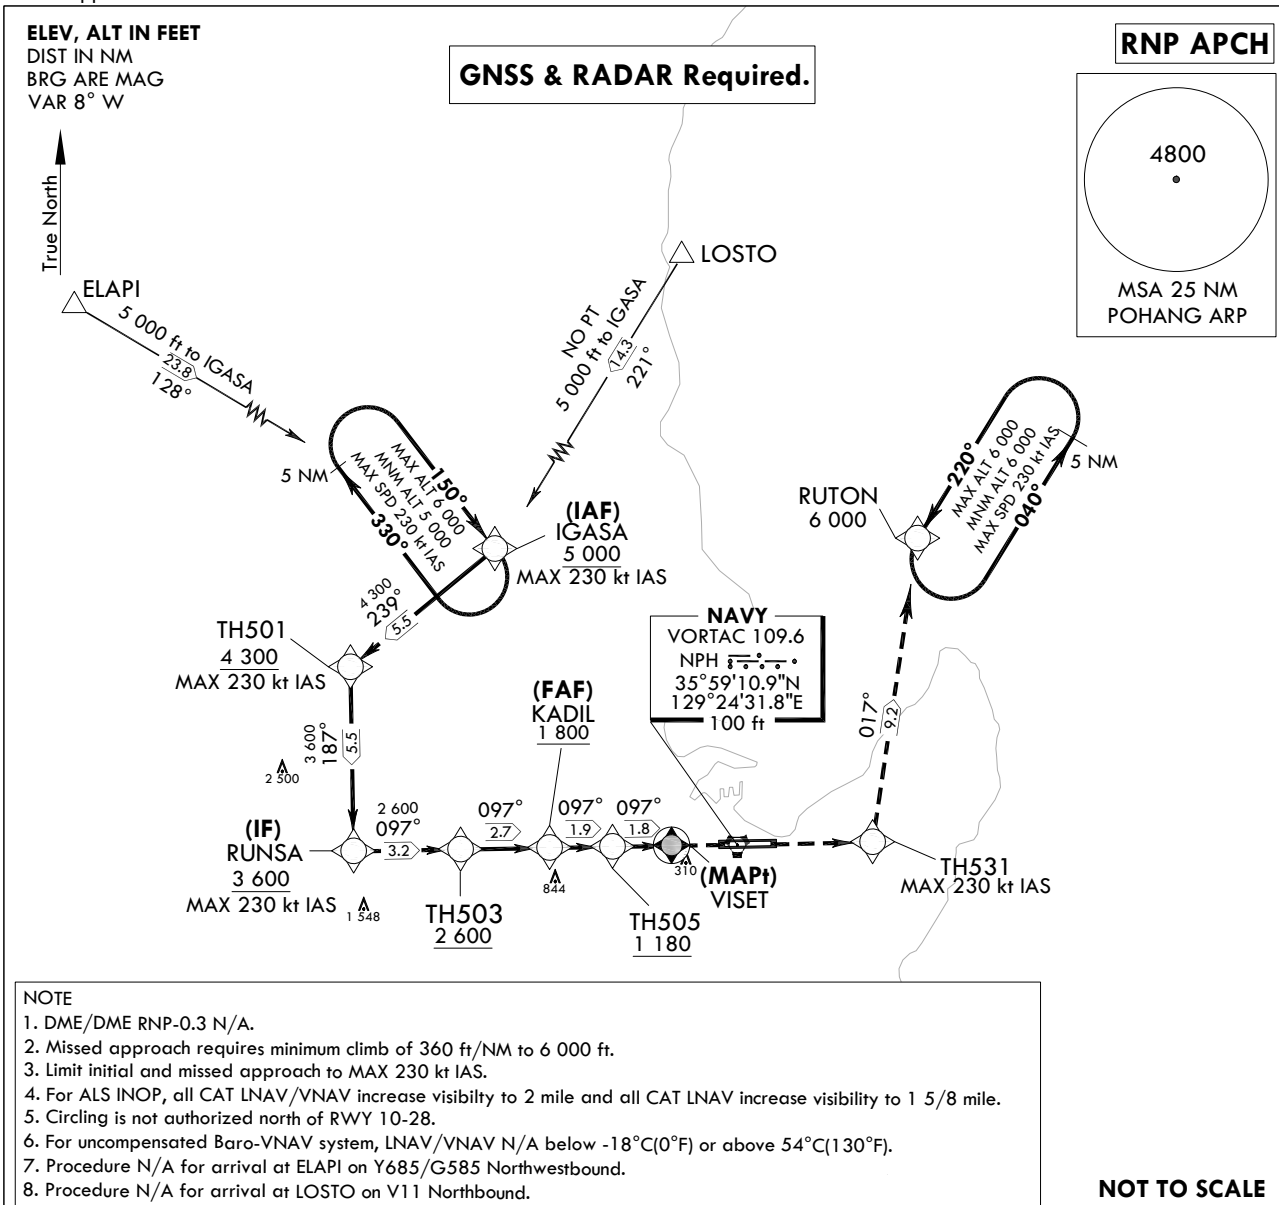 ELEV, ALT IN FEET
DIST IN NM
BRG ARE MAG
VAR 8° W
GNSS & RADAR Required.
RNP APCH
4800
MSA 25 NM
POHANG ARP
True North
ELAPI
5 000 ft to IGASA
23.8
128°
LOSTO
NO PT
5 000 ft to IGASA
14.3
221°
5 NM
150°
MAX ALT 6 000
MNM ALT 5 000
MAX SPD 230 kt IAS
330°
(IAF)
IGASA
5 000
MAX 230 kt IAS
RUTON
6 000
220°
MAX ALT 6 000
MNM ALT 6 000
MAX SPD 230 kt IAS
040°
5 NM
4 300
239°
5.5
TH501
4 300
MAX 230 kt IAS
3 600
187°
5.5
2 500
NAVY
VORTAC 109.6
NPH
35°59'10.9"N
129°24'31.8"E
100 ft
017°
9.2
(FAF)
KADIL
1 800
(IF)
RUNSA
3 600
MAX 230 kt IAS
1 548
2 600
097°
3.2
097°
2.7
097°
1.9
097°
1.8
844
310
TH503
2 600
TH505
1 180
(MAPt)
VISET
TH531
MAX 230 kt IAS
NOTE
1. DME/DME RNP-0.3 N/A.
2. Missed approach requires minimum climb of 360 ft/NM to 6 000 ft.
3. Limit initial and missed approach to MAX 230 kt IAS.
4. For ALS INOP, all CAT LNAV/VNAV increase visibilty to 2 mile and all CAT LNAV increase visibility to 1 5/8 mile.
5. Circling is not authorized north of RWY 10-28.
6. For uncompensated Baro-VNAV system, LNAV/VNAV N/A below -18°C(0°F) or above 54°C(130°F).
7. Procedure N/A for arrival at ELAPI on Y685/G585 Northwestbound.
8. Procedure N/A for arrival at LOSTO on V11 Northbound.
NOT TO SCALE